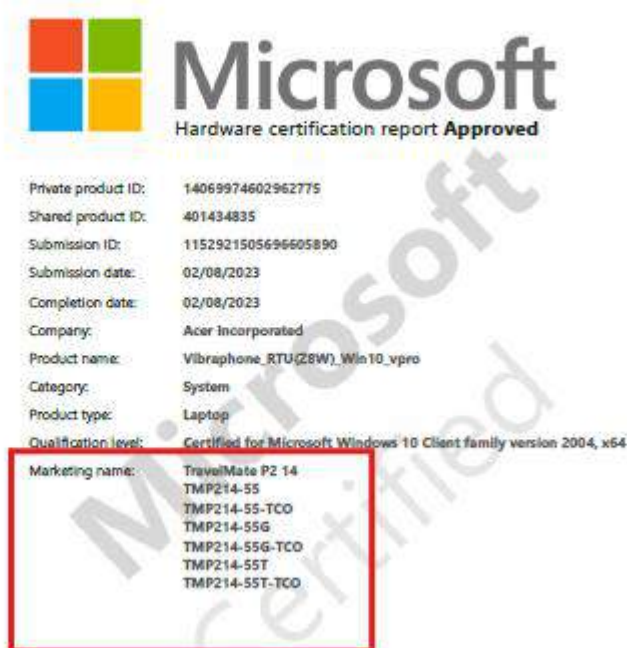 Microsoft
Hardware certification report Approved
Private product ID: 14069974602962775
Shared product ID: 401434835
Submission ID: 1152921505696605890
Submission date: 02/08/2023
Completion date: 02/08/2023
Company: Acer Incorporated
Product name: Vibraphone_RTU(Z8W)_Win10_vpro
Category: System
Product type: Laptop
Qualification level: Certified for Microsoft Windows 10 Client family version 2004, x64
Marketing name: TravelMate P2 14
TMP214-55
TMP214-55-TCO
TMP214-55G
TMP214-55G-TCO
TMP214-55T
TMP214-55T-TCO
Microsoft
Certified